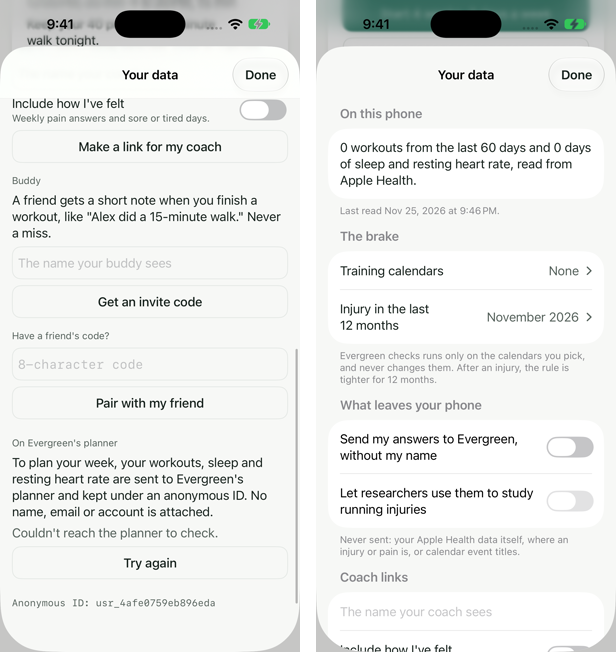 9:41
walk tonight.
Your data
Done
Include how I've felt
Weekly pain answers and sore or tired days.
Make a link for my coach
Buddy
A friend gets a short note when you finish a
workout, like "Alex did a 15-minute walk." Never
a miss.
The name your buddy sees
Get an invite code
Have a friend's code?
8-character code
Pair with my friend
On Evergreen's planner
To plan your week, your workouts, sleep and
resting heart rate are sent to Evergreen's
planner and kept under an anonymous ID. No
name, email or account is attached.
Couldn't reach the planner to check.
Try again
Anonymous ID: usr_4afe0759eb896eda
9:41
Your data
Done
On this phone
0 workouts from the last 60 days and 0 days
of sleep and resting heart rate, read from
Apple Health.
Last read Nov 25, 2026 at 9:46 PM.
The brake
Training calendars
None
Injury in the last
12 months
November 2026
Evergreen checks runs only on the calendars you pick,
and never changes them. After an injury, the rule is
tighter for 12 months.
What leaves your phone
Send my answers to Evergreen,
without my name
Let researchers use them to study
running injuries
Never sent: your Apple Health data itself, where an
injury or pain is, or calendar event titles.
Coach links
The name your coach sees
Include how I've felt